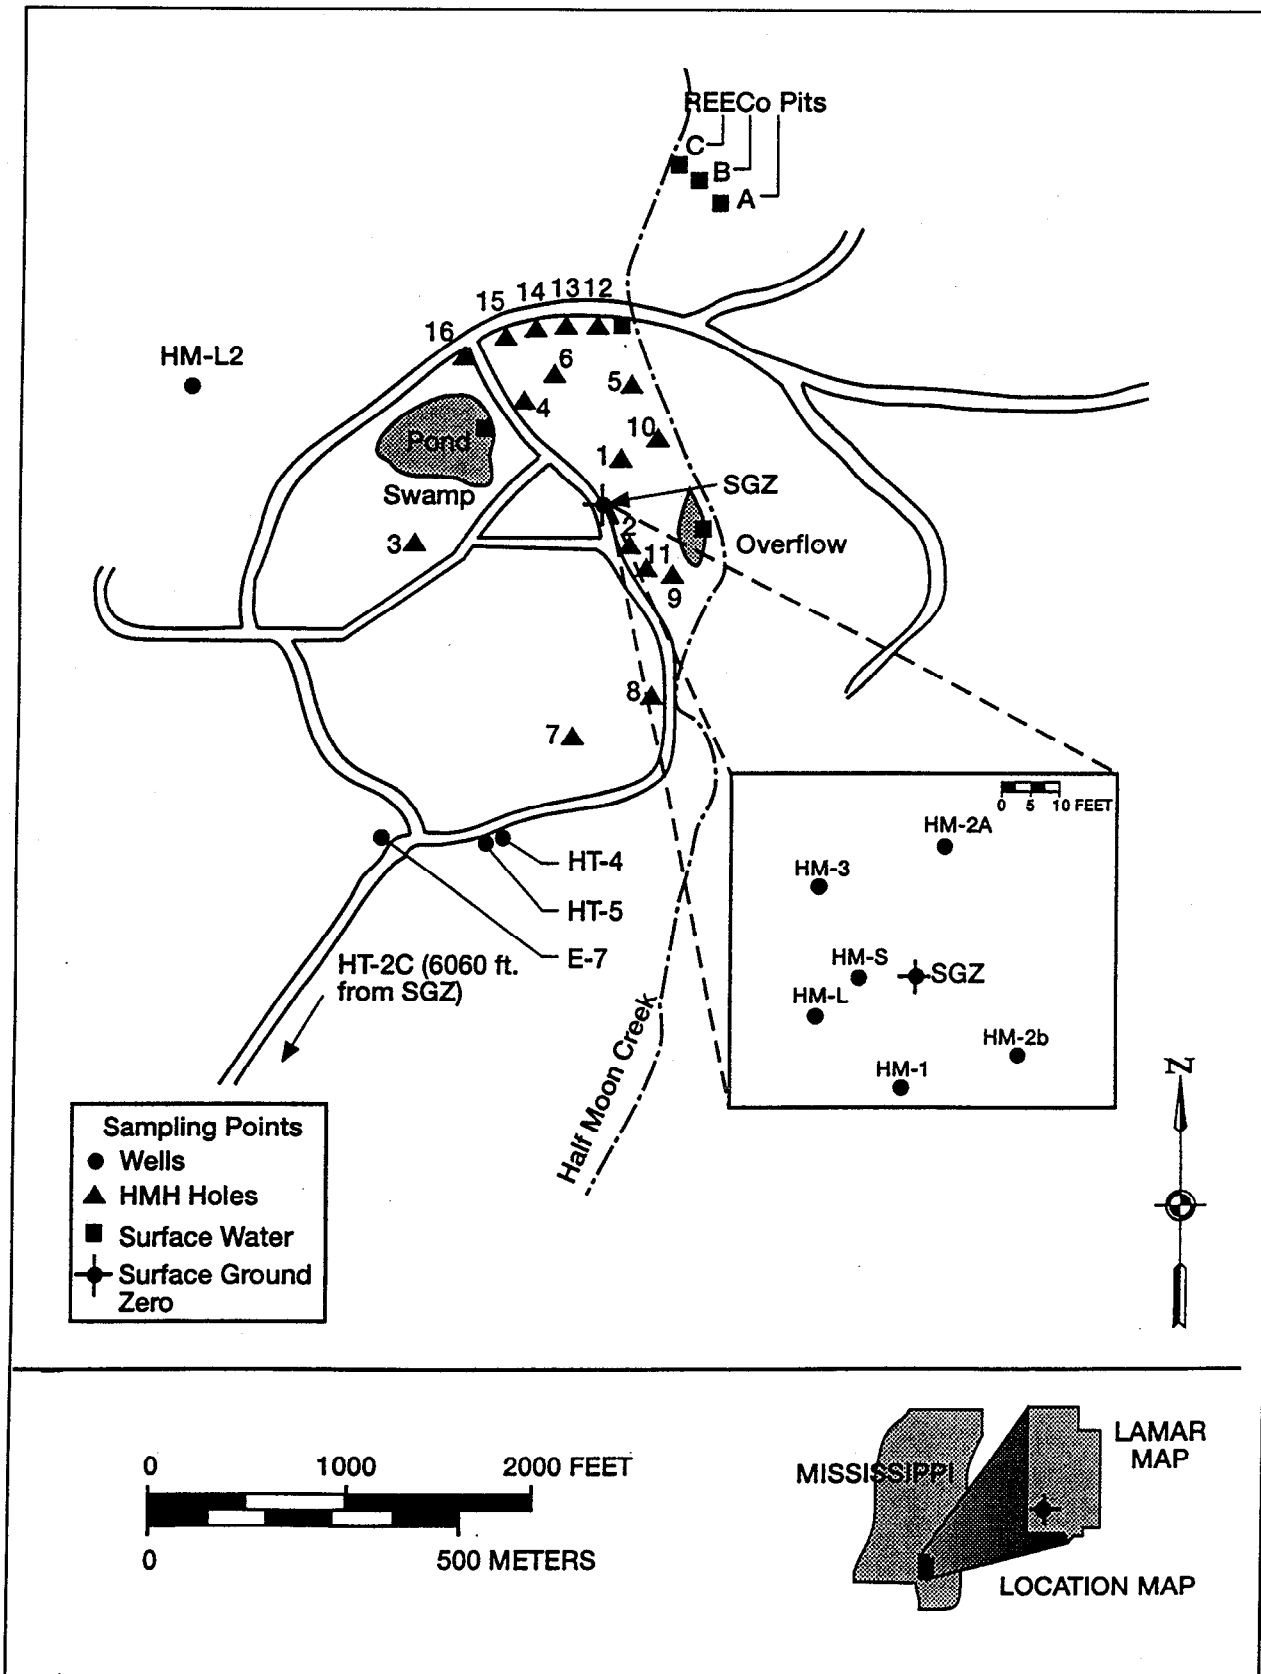 REECo Pits
C
B
A
15 14 13 12
16
HM-L2
6
5
4
10
Pond
1
SGZ
Swamp
2
3
Overflow
11
9
8
7
0 5 10 FEET
HM-2A
HT-4
HM-3
HT-5
E-7
HT-2C (6060 ft.
from SGZ)
HM-S
SGZ
HM-L
HM-2b
HM-1
Half Moon Creek
N
Sampling Points
Wells
HMH Holes
Surface Water
Surface Ground
Zero
0 1000 2000 FEET
0 500 METERS
LAMAR
MAP
MISSISSIPPI
LOCATION MAP